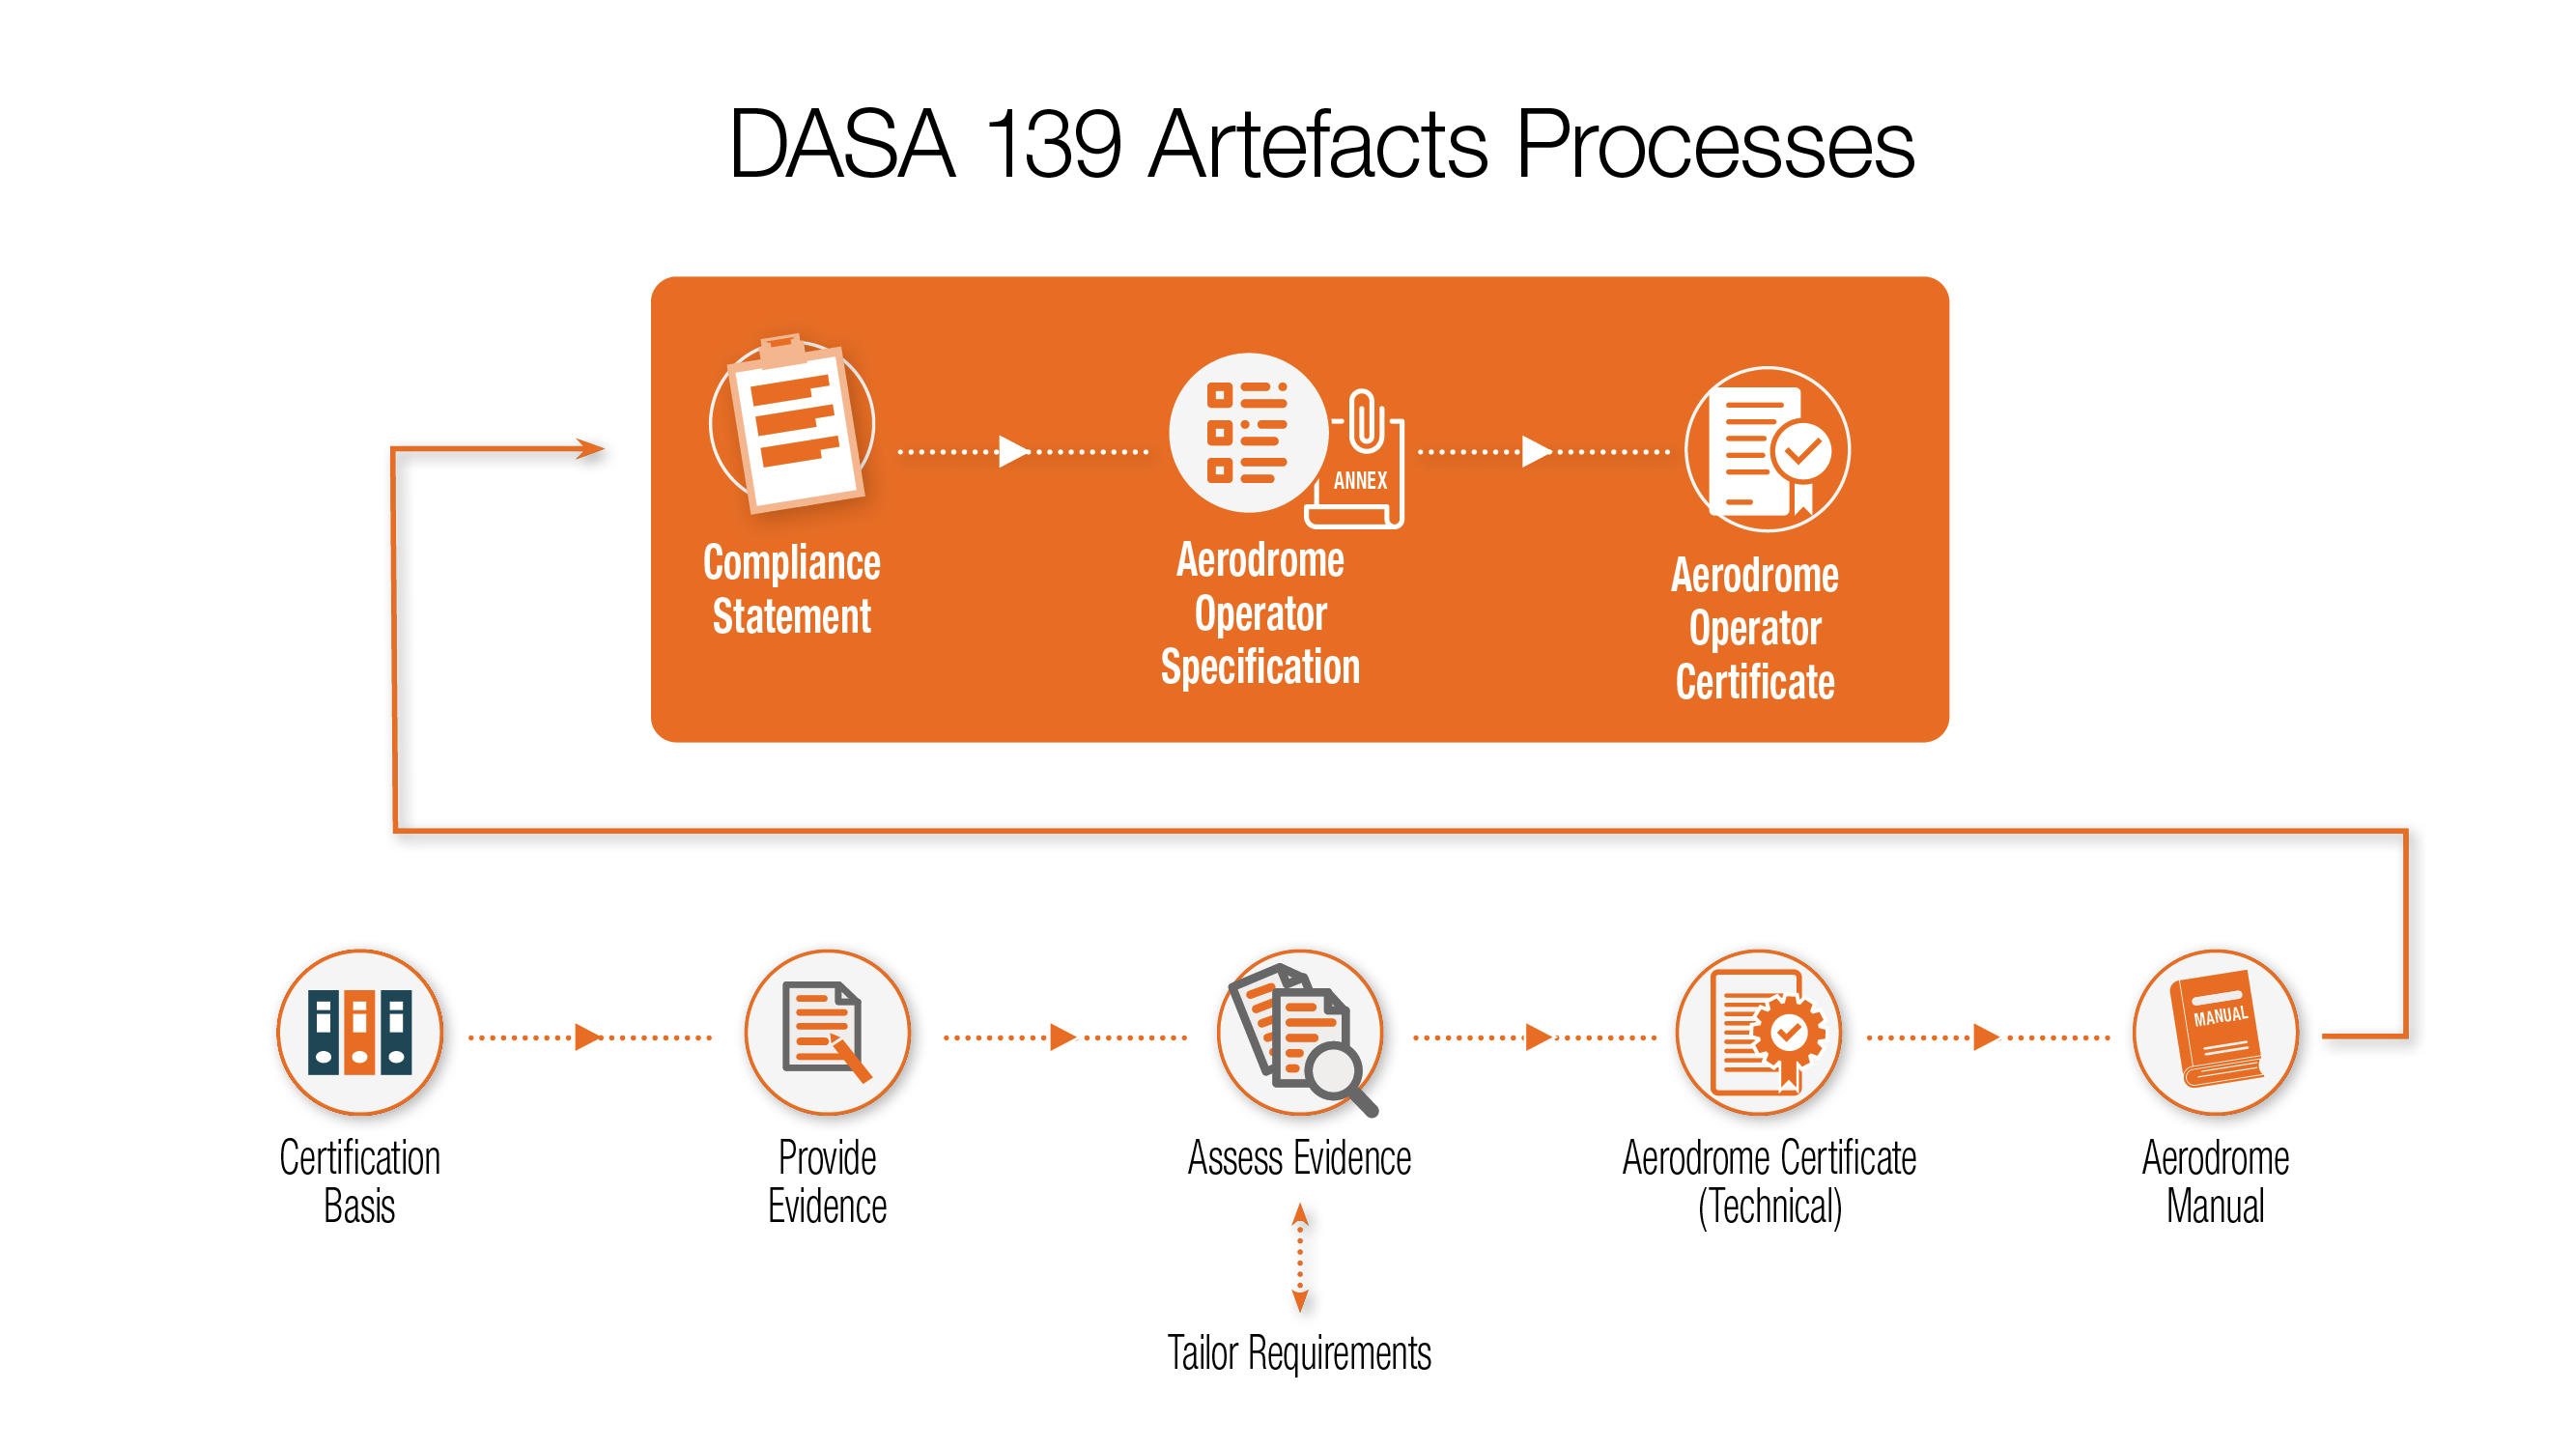 DASA 139 Artefacts Processes
ANNEX
Compliance
Statement
Aerodrome
Operator
Specification
Aerodrome
Operator
Certificate
MANUAL
Certification
Basis
Provide
Evidence
Assess Evidence
Aerodrome Certificate
(Technical)
Aerodrome
Manual
Tailor Requirements